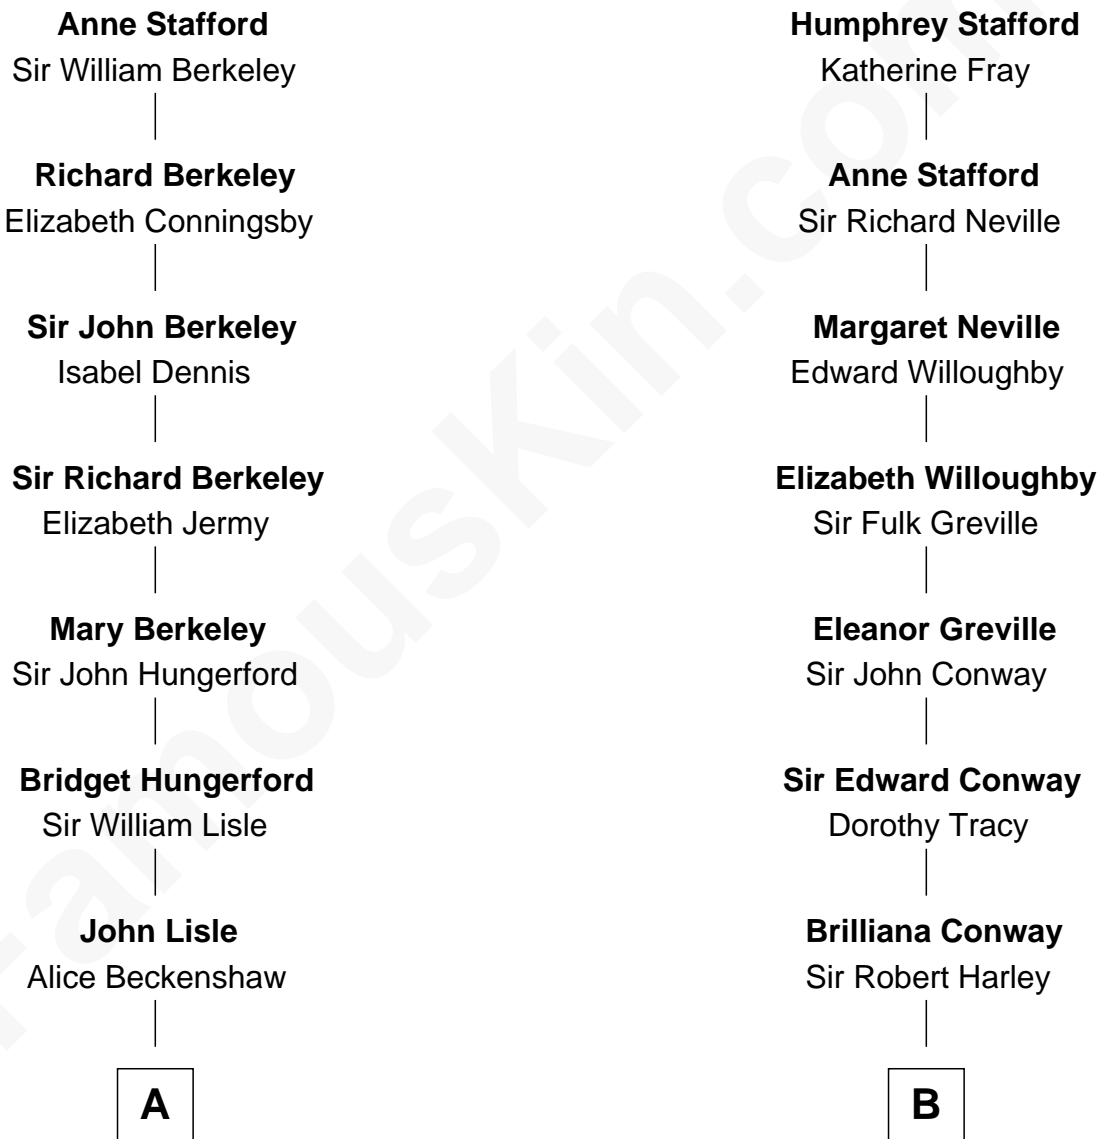 Anne Stafford
Sir William Berkeley
Richard Berkeley
Elizabeth Conningsby
Sir John Berkeley
Isabel Dennis
Sir Richard Berkeley
Elizabeth Jermy
Mary Berkeley
Sir John Hungerford
Bridget Hungerford
Sir William Lisle
John Lisle
Alice Beckenshaw
A
Humphrey Stafford
Katherine Fray
Anne Stafford
Sir Richard Neville
Margaret Neville
Edward Willoughby
Elizabeth Willoughby
Sir Fulk Greville
Eleanor Greville
Sir John Conway
Sir Edward Conway
Dorothy Tracy
Brilliana Conway
Sir Robert Harley
B
FamousKin.com